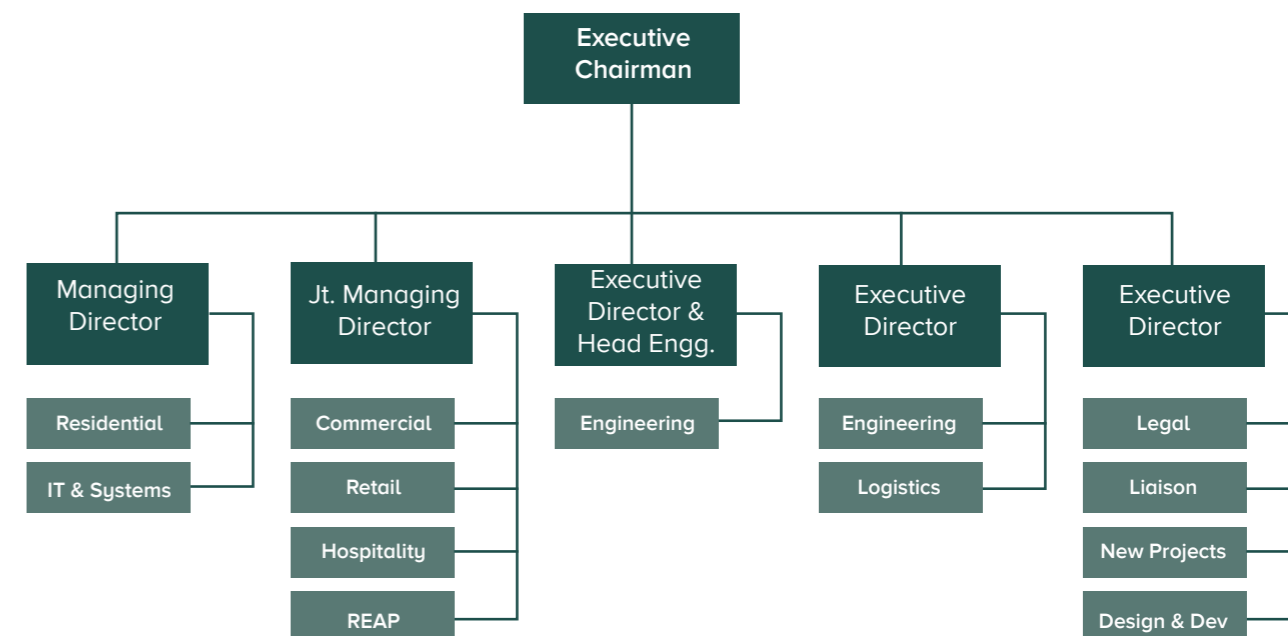 Executive
Chairman
Managing
Director
Jt. Managing
Director
Executive
Director &
Head Engg.
Executive
Director
Executive
Director
Residential
IT & Systems
Commercial
Retail
Hospitality
REAP
Engineering
Engineering
Logistics
Legal
Liaison
New Projects
Design & Dev